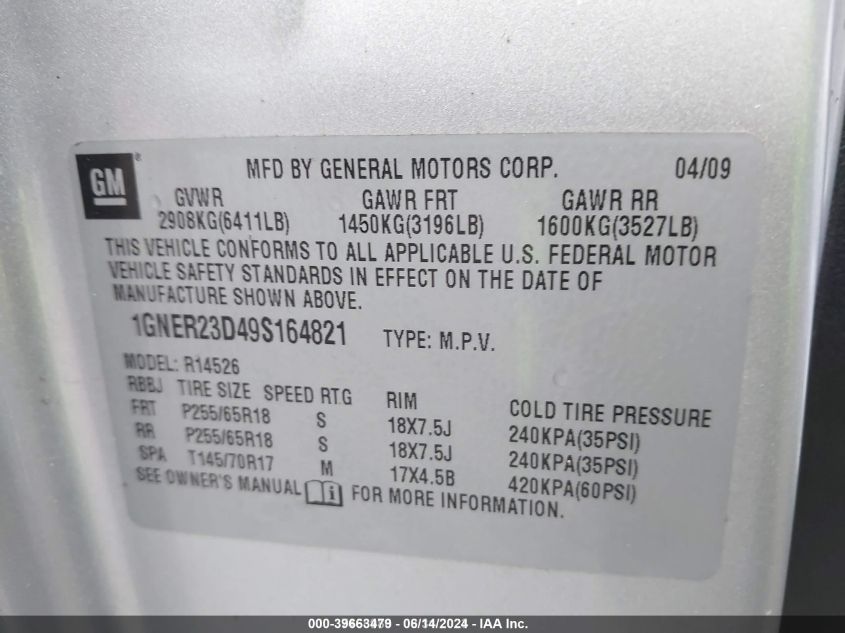 GM®
MFD BY GENERAL MOTORS CORP. 04/09
GVWR GAWR FRT GAWR RR
2908KG(6411LB) 1450KG(3196LB) 1600KG(3527LB)
THIS VEHICLE CONFORMS TO ALL APPLICABLE U.S. FEDERAL MOTOR
VEHICLE SAFETY STANDARDS IN EFFECT ON THE DATE OF
MANUFACTURE SHOWN ABOVE.
1GNER23D49S164821 TYPE: M.P.V.
MODEL: R14526
RBBJ TIRE SIZE SPEED RTG RIM COLD TIRE PRESSURE
FRT P255/65R18 S 18X7.5J 240KPA(35PSI)
RR P255/65R18 S 18X7.5J 240KPA(35PSI)
SPA T145/70R17 M 17X4.5B 420KPA(60PSI)
SEE OWNER'S MANUAL i FOR MORE INFORMATION.
000-39663479 - 06/14/2024 - IAA Inc.